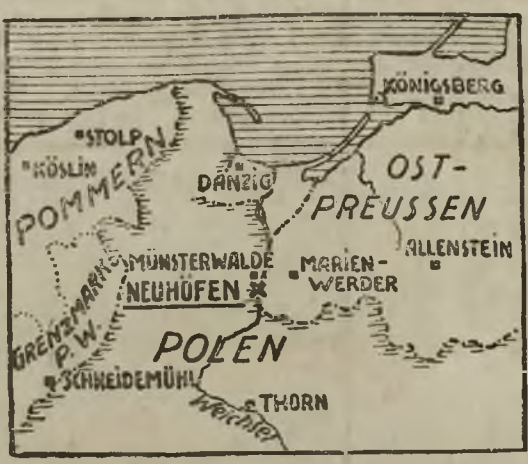 KÖNIGSBERG
STOLP
KÖSLIN
POMMERN
DANZIG
OST-
PREUSSEN
ALLENSTEIN
MÜNSTERWALDE
NEUHÖFEN
MARIEN-
WERDER
GRENZMARK
P.W.
POLEN
SCHNEIDEMÜHL
Weichsel
THORN